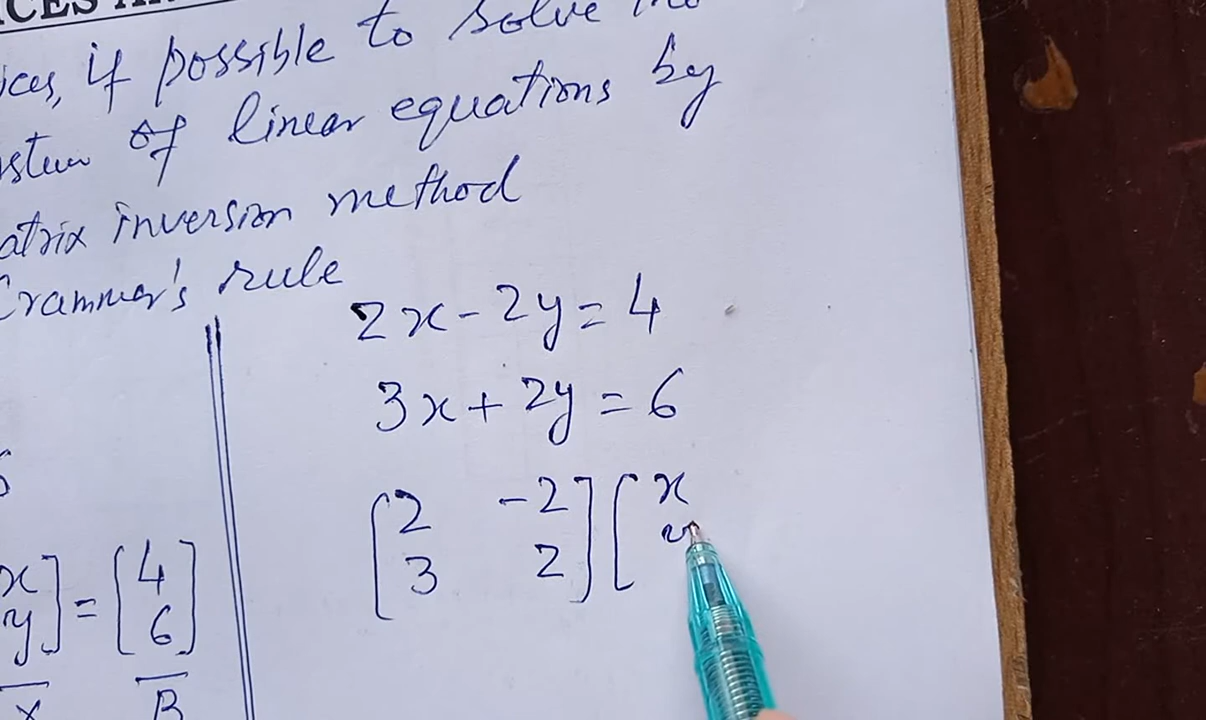 if possible to solve
of linear equations by
inversion method
Crammer's rule
2x - 2y = 4
3x + 2y = 6
[2 -2] [x
3 2] [y
x] = [4
y] [6]
X B